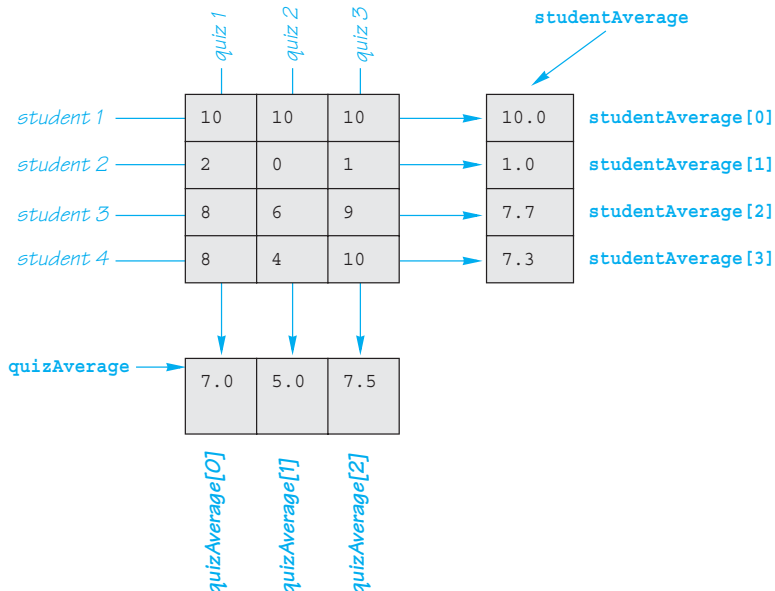 quiz 1
quiz 2
quiz 3
studentAverage
student 1 10 10 10 10.0 studentAverage[0]
student 2 2 0 1 1.0 studentAverage[1]
student 3 8 6 9 7.7 studentAverage[2]
student 4 8 4 10 7.3 studentAverage[3]
quizAverage 7.0 5.0 7.5
quizAverage[0]
quizAverage[1]
quizAverage[2]